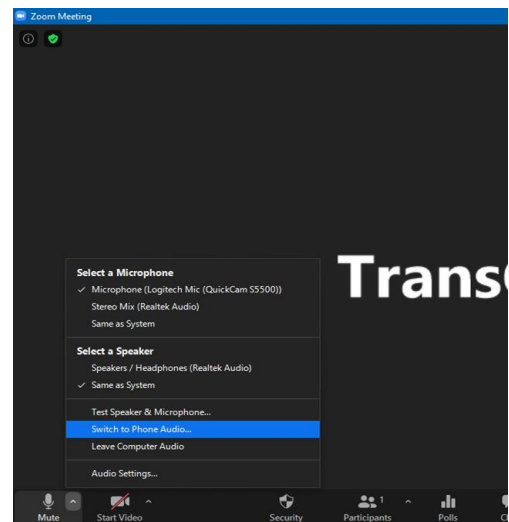 Zoom Meeting
Trans
Select a Microphone
Microphone (Logitech Mic (QuickCam S5500))
Stereo Mix (Realtek Audio)
Same as System
Select a Speaker
Speakers / Headphones (Realtek Audio)
Same as System
Test Speaker & Microphone...
Switch to Phone Audio...
Leave Computer Audio
Audio Settings...
1
Mute Start Video Security Participants Polls